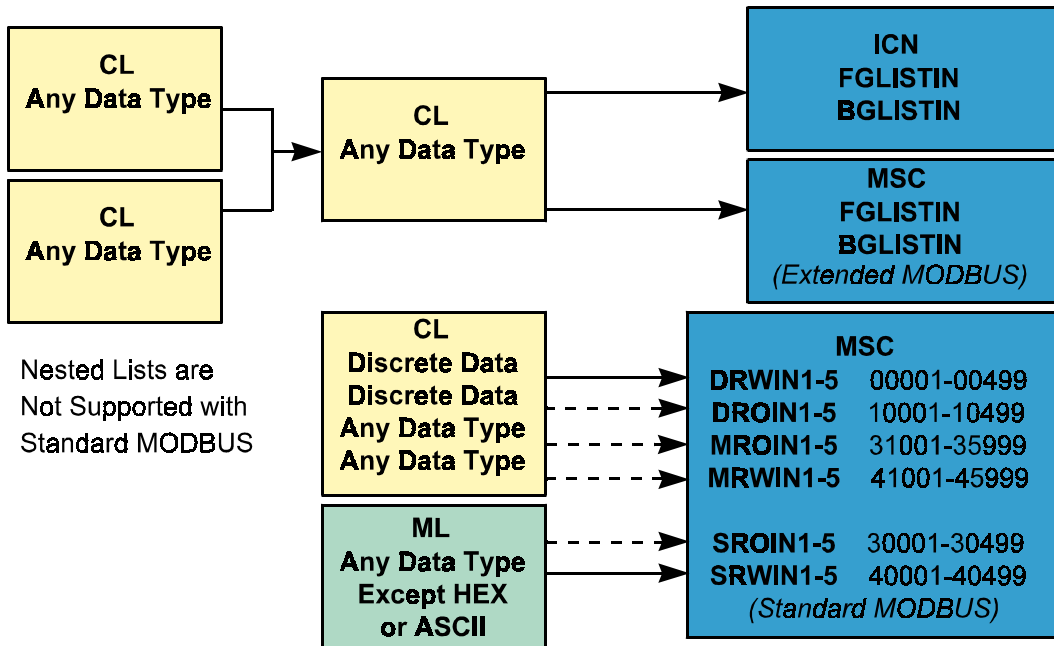 CL
Any Data Type
CL
Any Data Type
CL
Any Data Type
ICN
FGLISTIN
BGLISTIN
MSC
FGLISTIN
BGLISTIN
(Extended MODBUS)
Nested Lists are
Not Supported with
Standard MODBUS
CL
Discrete Data
Discrete Data
Any Data Type
Any Data Type
ML
Any Data Type
Except HEX
or ASCII
MSC
DRWIN1-5 00001-00499
DROIN1-5 10001-10499
MROIN1-5 31001-35999
MRWIN1-5 41001-45999
SROIN1-5 30001-30499
SRWIN1-5 40001-40499
(Standard MODBUS)